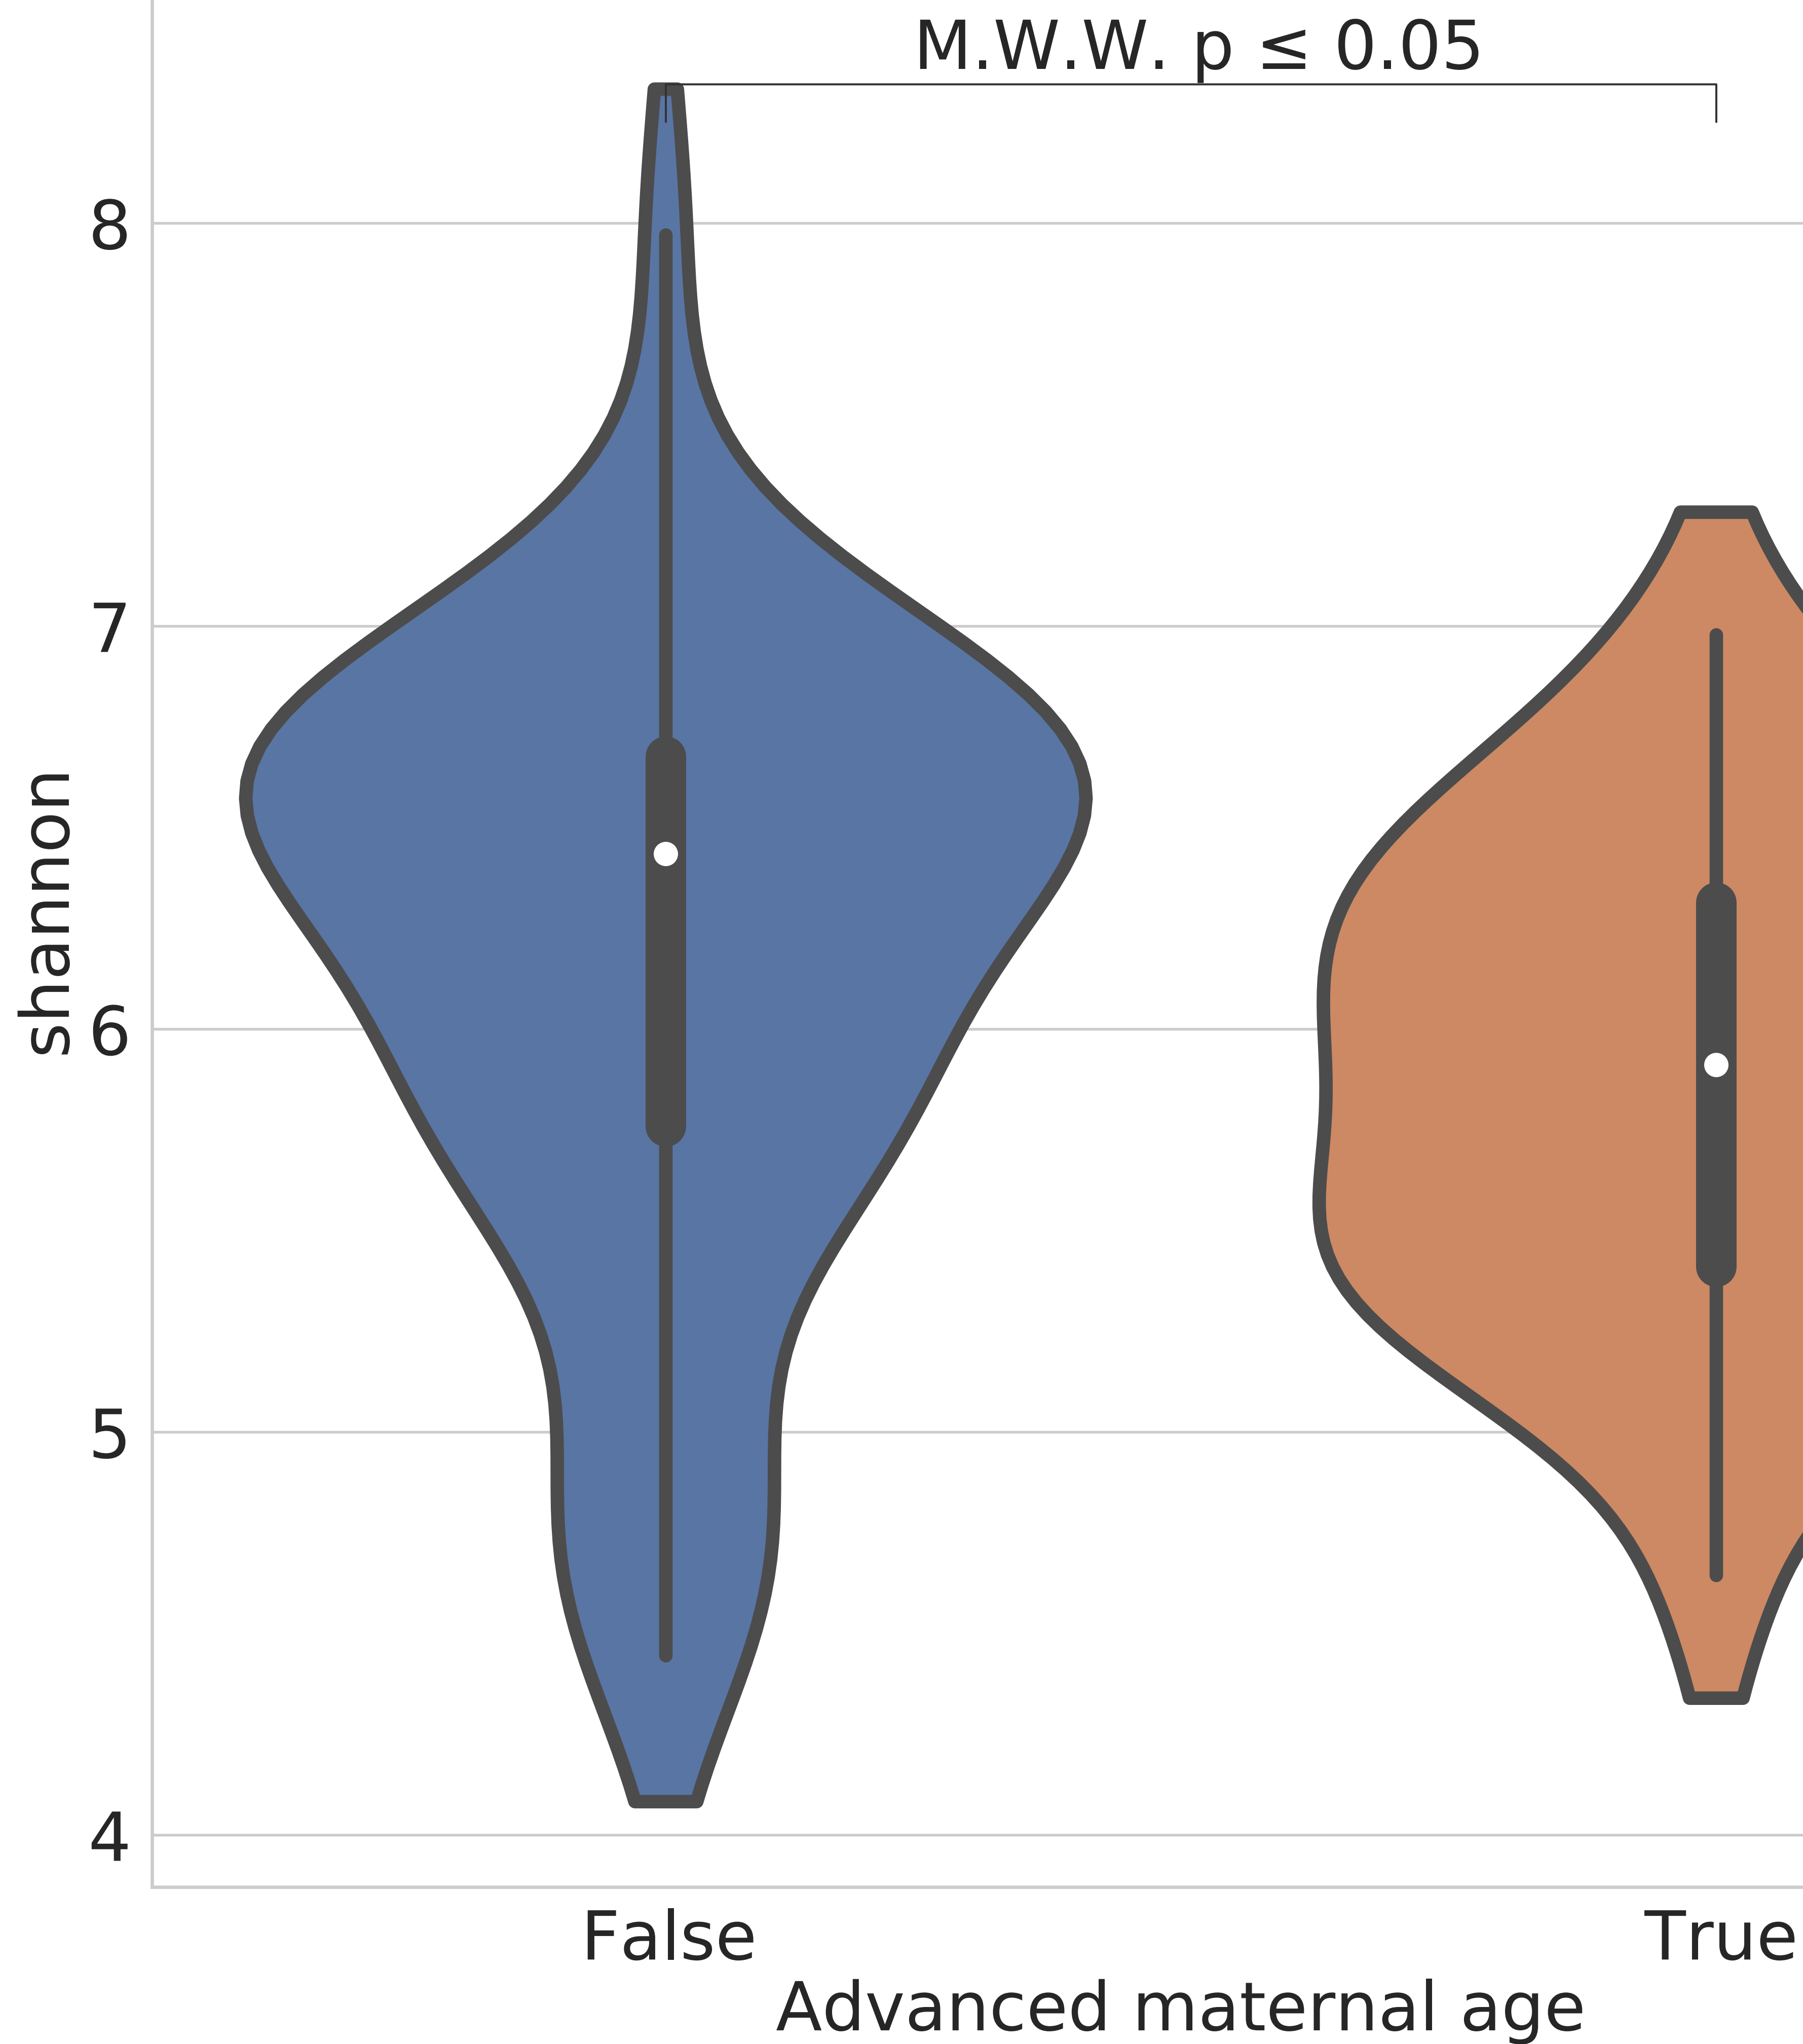 M.W.W. p ≤ 0.05
8
7
6
5
4
shannon
False
True
Advanced maternal age